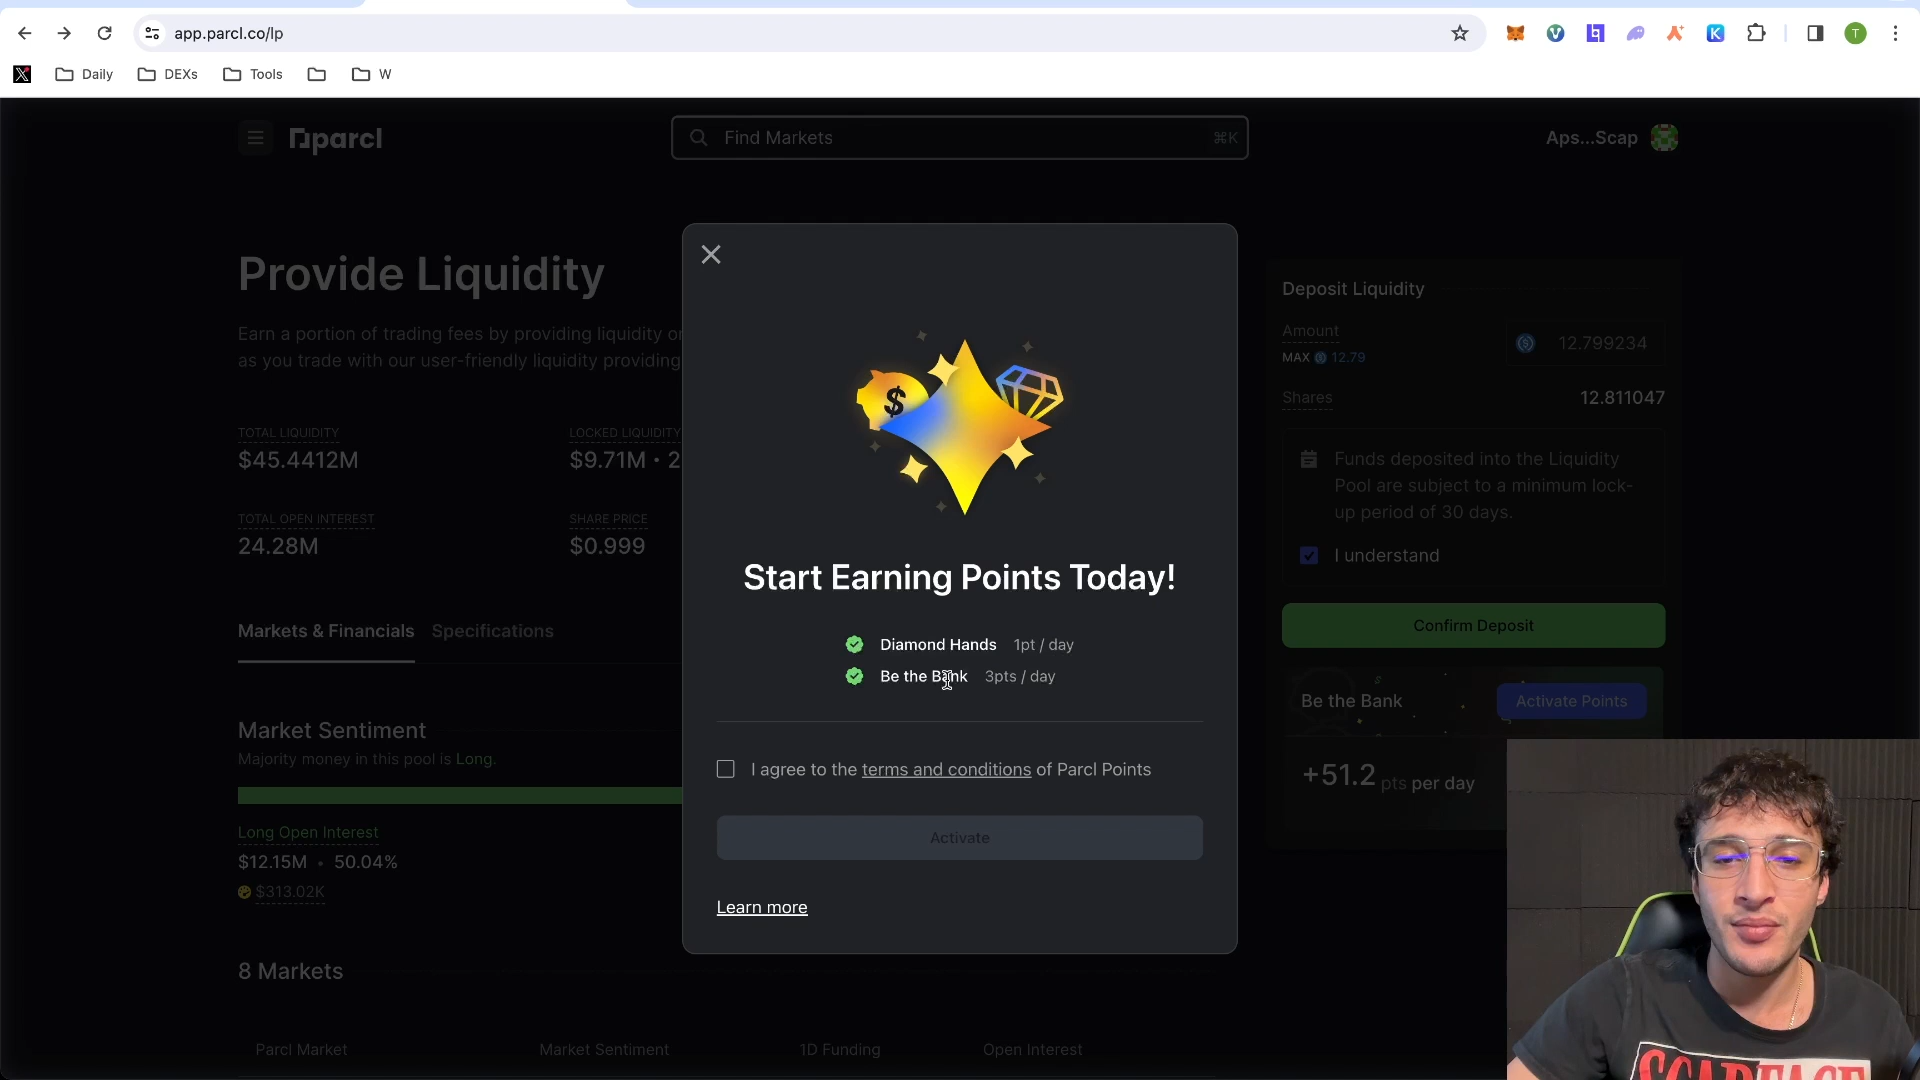 app.parcl.co/lp
T
Daily
DEXs
Tools
W
parcl
Find Markets
⌘K
Aps...Scap
Provide Liquidity
Earn a portion of trading fees by providing liquidity
as you trade with our user-friendly liquidity providing
TOTAL LIQUIDITY
$45.4412M
LOCKED LIQUIDITY
$9.71M • 2
TOTAL OPEN INTEREST
24.28M
SHARE PRICE
$0.999
Markets & Financials
Specifications
Market Sentiment
Majority money in this pool is Long.
Long Open Interest
$12.15M • 50.04%
$313.02K
8 Markets
Parcl Market
Market Sentiment
1D Funding
Open Interest
Start Earning Points Today!
Diamond Hands 1pt / day
Be the Bank 3pts / day
I agree to the terms and conditions of Parcl Points
Activate
Learn more
Deposit Liquidity
Amount
MAX 12.79
12.799234
Shares
12.811047
Funds deposited into the Liquidity
Pool are subject to a minimum lock-
up period of 30 days.
I understand
Confirm Deposit
Be the Bank
Activate Points
+51.2 pts per day
SCARFACE